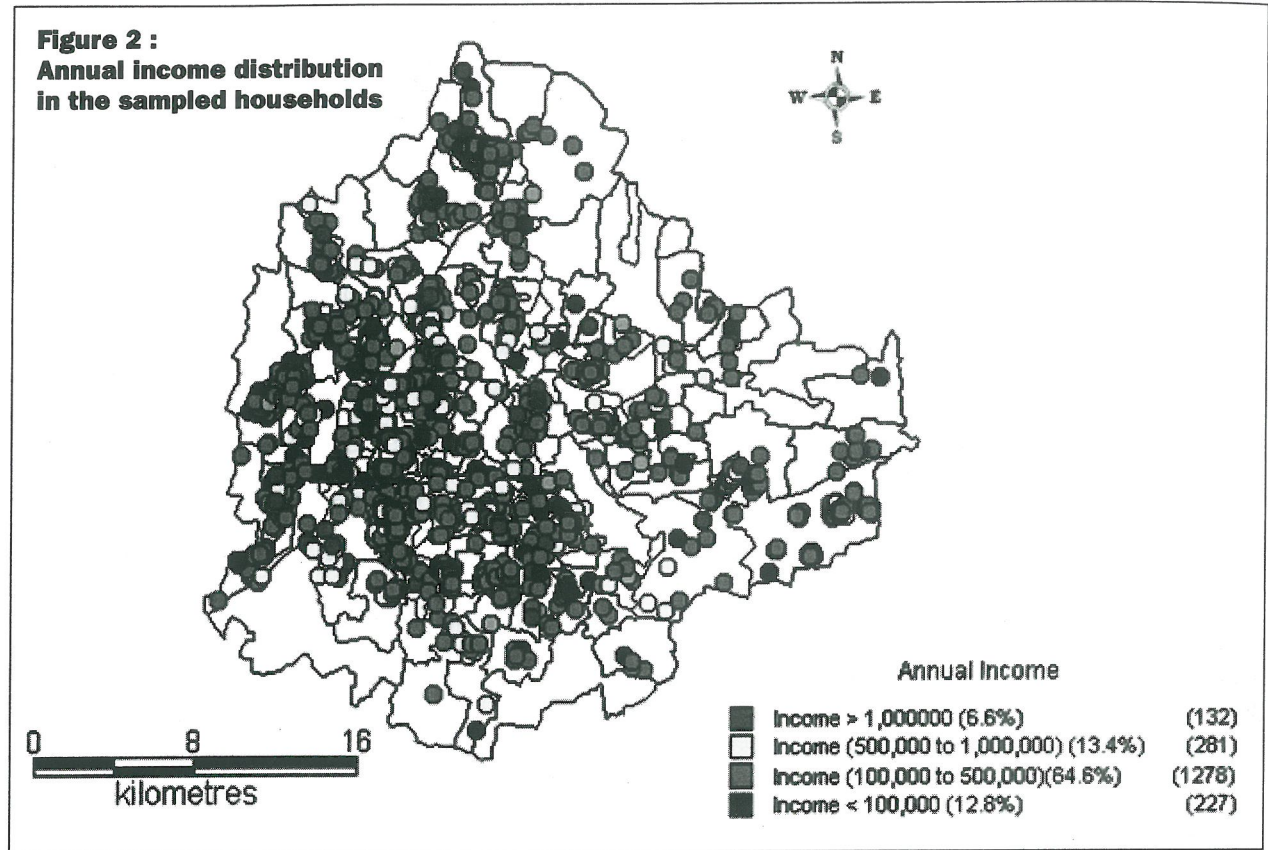 Figure 2 :
Annual income distribution
in the sampled households
N
W E
S
Annual Income
Income > 1,000000 (6.6%) (132)
Income (500,000 to 1,000,000) (13.4%) (281)
Income (100,000 to 500,000)(64.6%) (1278)
Income < 100,000 (12.8%) (227)
0 8 16
kilometres